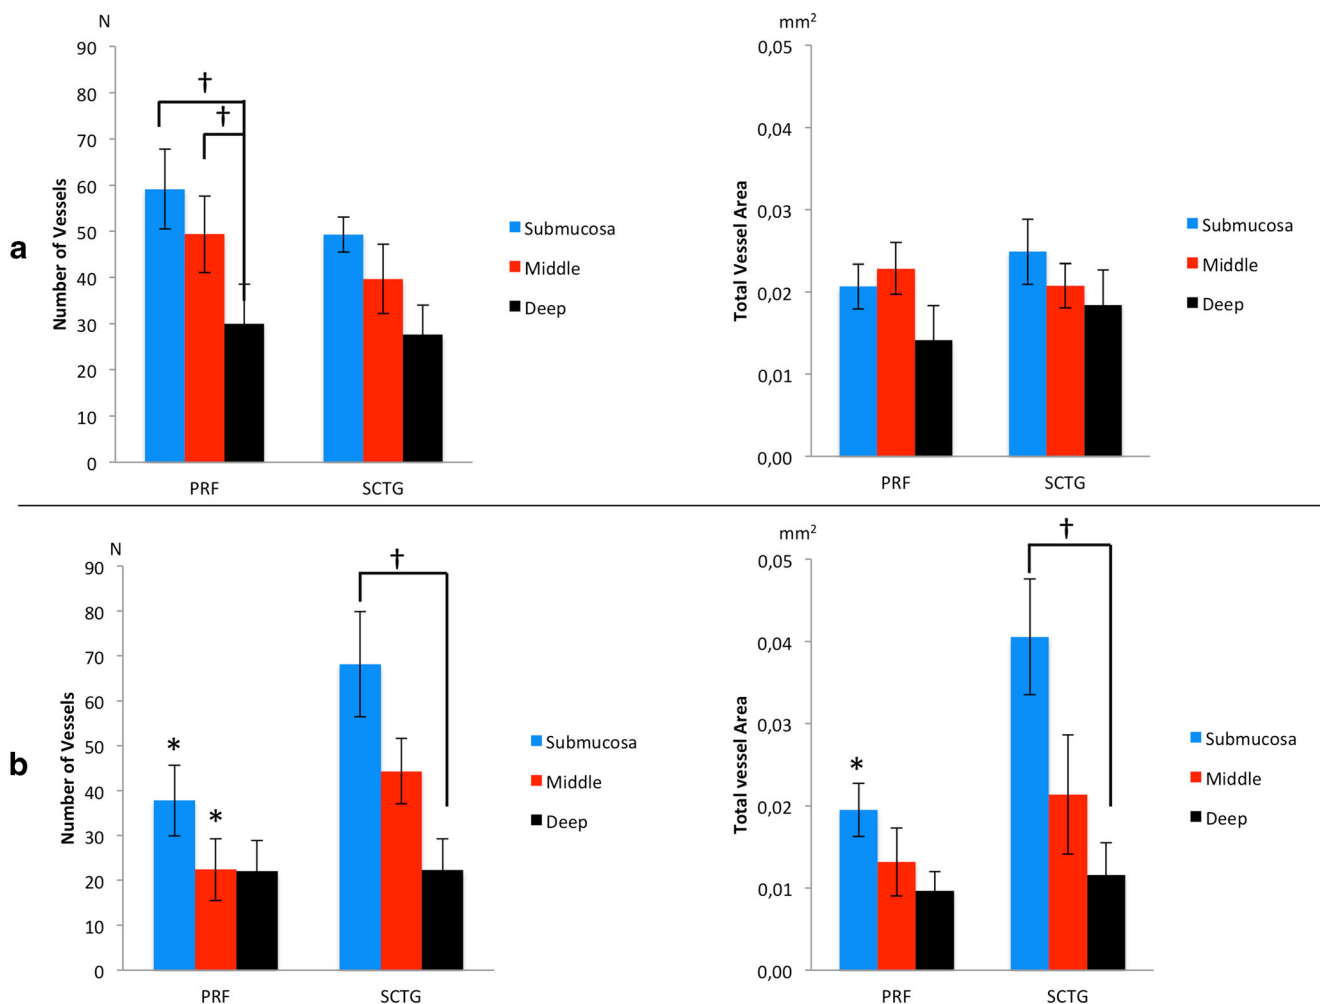 a
N
Number of Vessels
90
80
70
60
50
40
30
20
10
0
†
†
PRF
SCTG
Submucosa
Middle
Deep
mm²
Total Vessel Area
0,05
0,04
0,03
0,02
0,01
0,00
PRF
SCTG
Submucosa
Middle
Deep
b
N
Number of Vessels
90
80
70
60
50
40
30
20
10
0
*
*
†
PRF
SCTG
Submucosa
Middle
Deep
mm²
Total vessel Area
0,05
0,04
0,03
0,02
0,01
0,00
*
†
PRF
SCTG
Submucosa
Middle
Deep